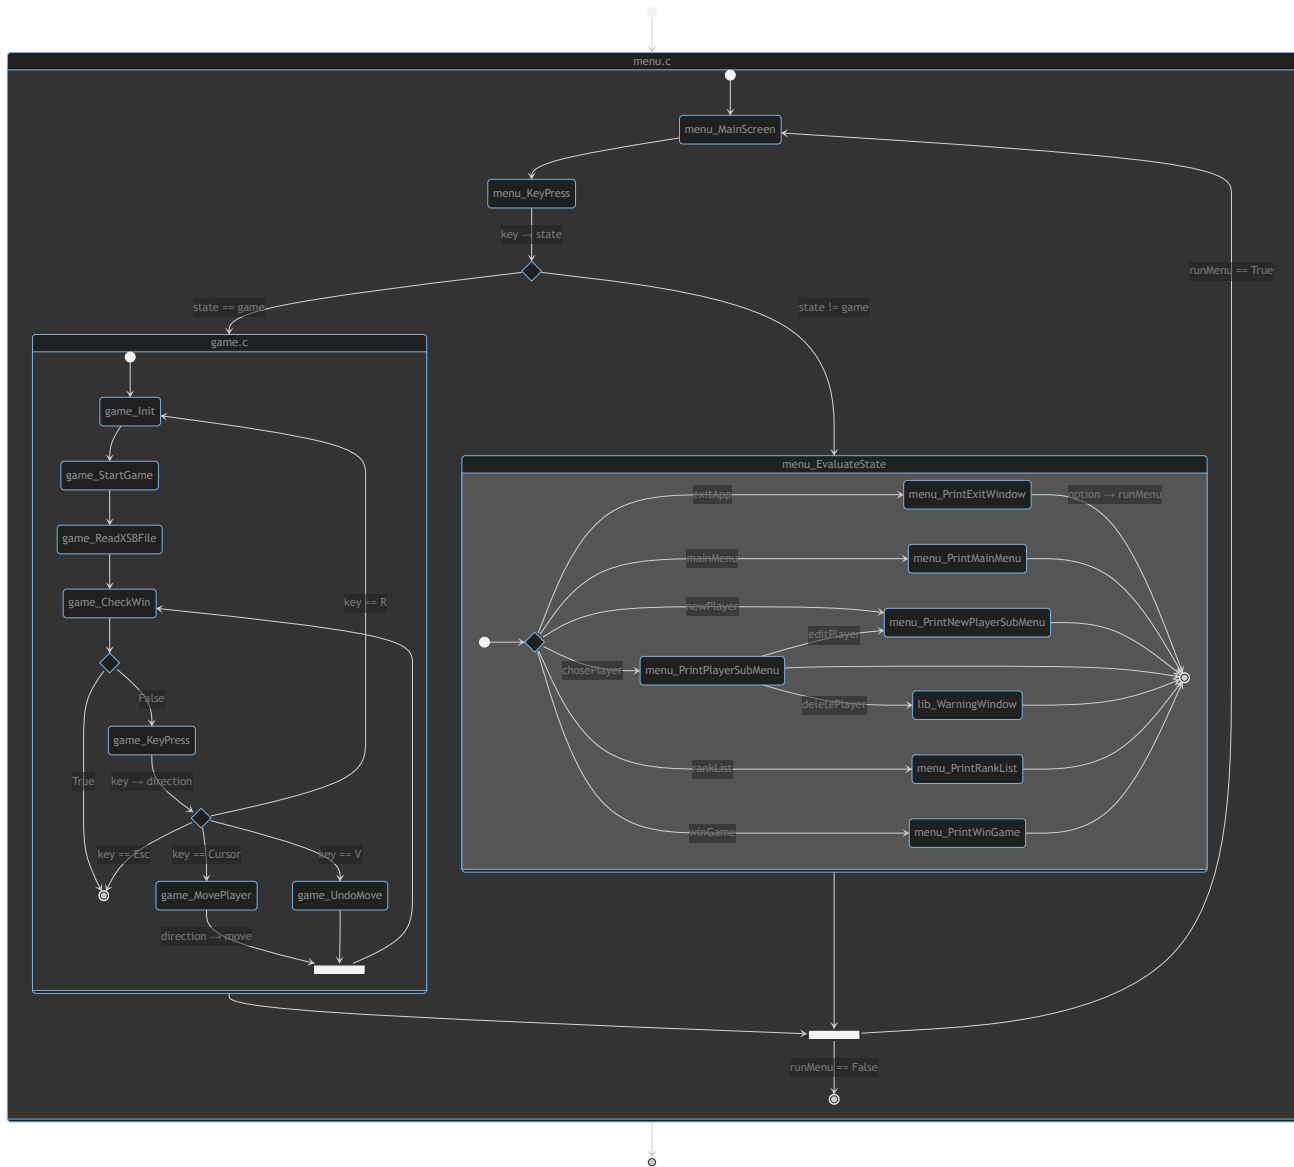 menu.c
menu_MainScreen
menu_KeyPress
key → state
runMenu == True
state == game
state != game
game.c
game_Init
game_StartGame
game_ReadXSBFile
game_CheckWin
key == R
False
game_KeyPress
True
key → direction
key == Esc
key == Cursor
key == V
game_MovePlayer
game_UndoMove
direction → move
menu_EvaluateState
exitApp
menu_PrintExitWindow
option → runMenu
mainMenu
menu_PrintMainMenu
newPlayer
menu_PrintNewPlayerSubMenu
editPlayer
chosePlayer
menu_PrintPlayerSubMenu
deletePlayer
lib_WarningWindow
rankList
menu_PrintRankList
winGame
menu_PrintWinGame
runMenu == False